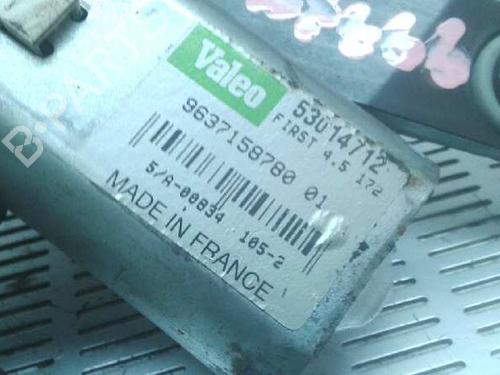 Valeo
53014712
FIRST 4.5 172
9637158780 01
5/A-00834 105-2
MADE IN FRANCE